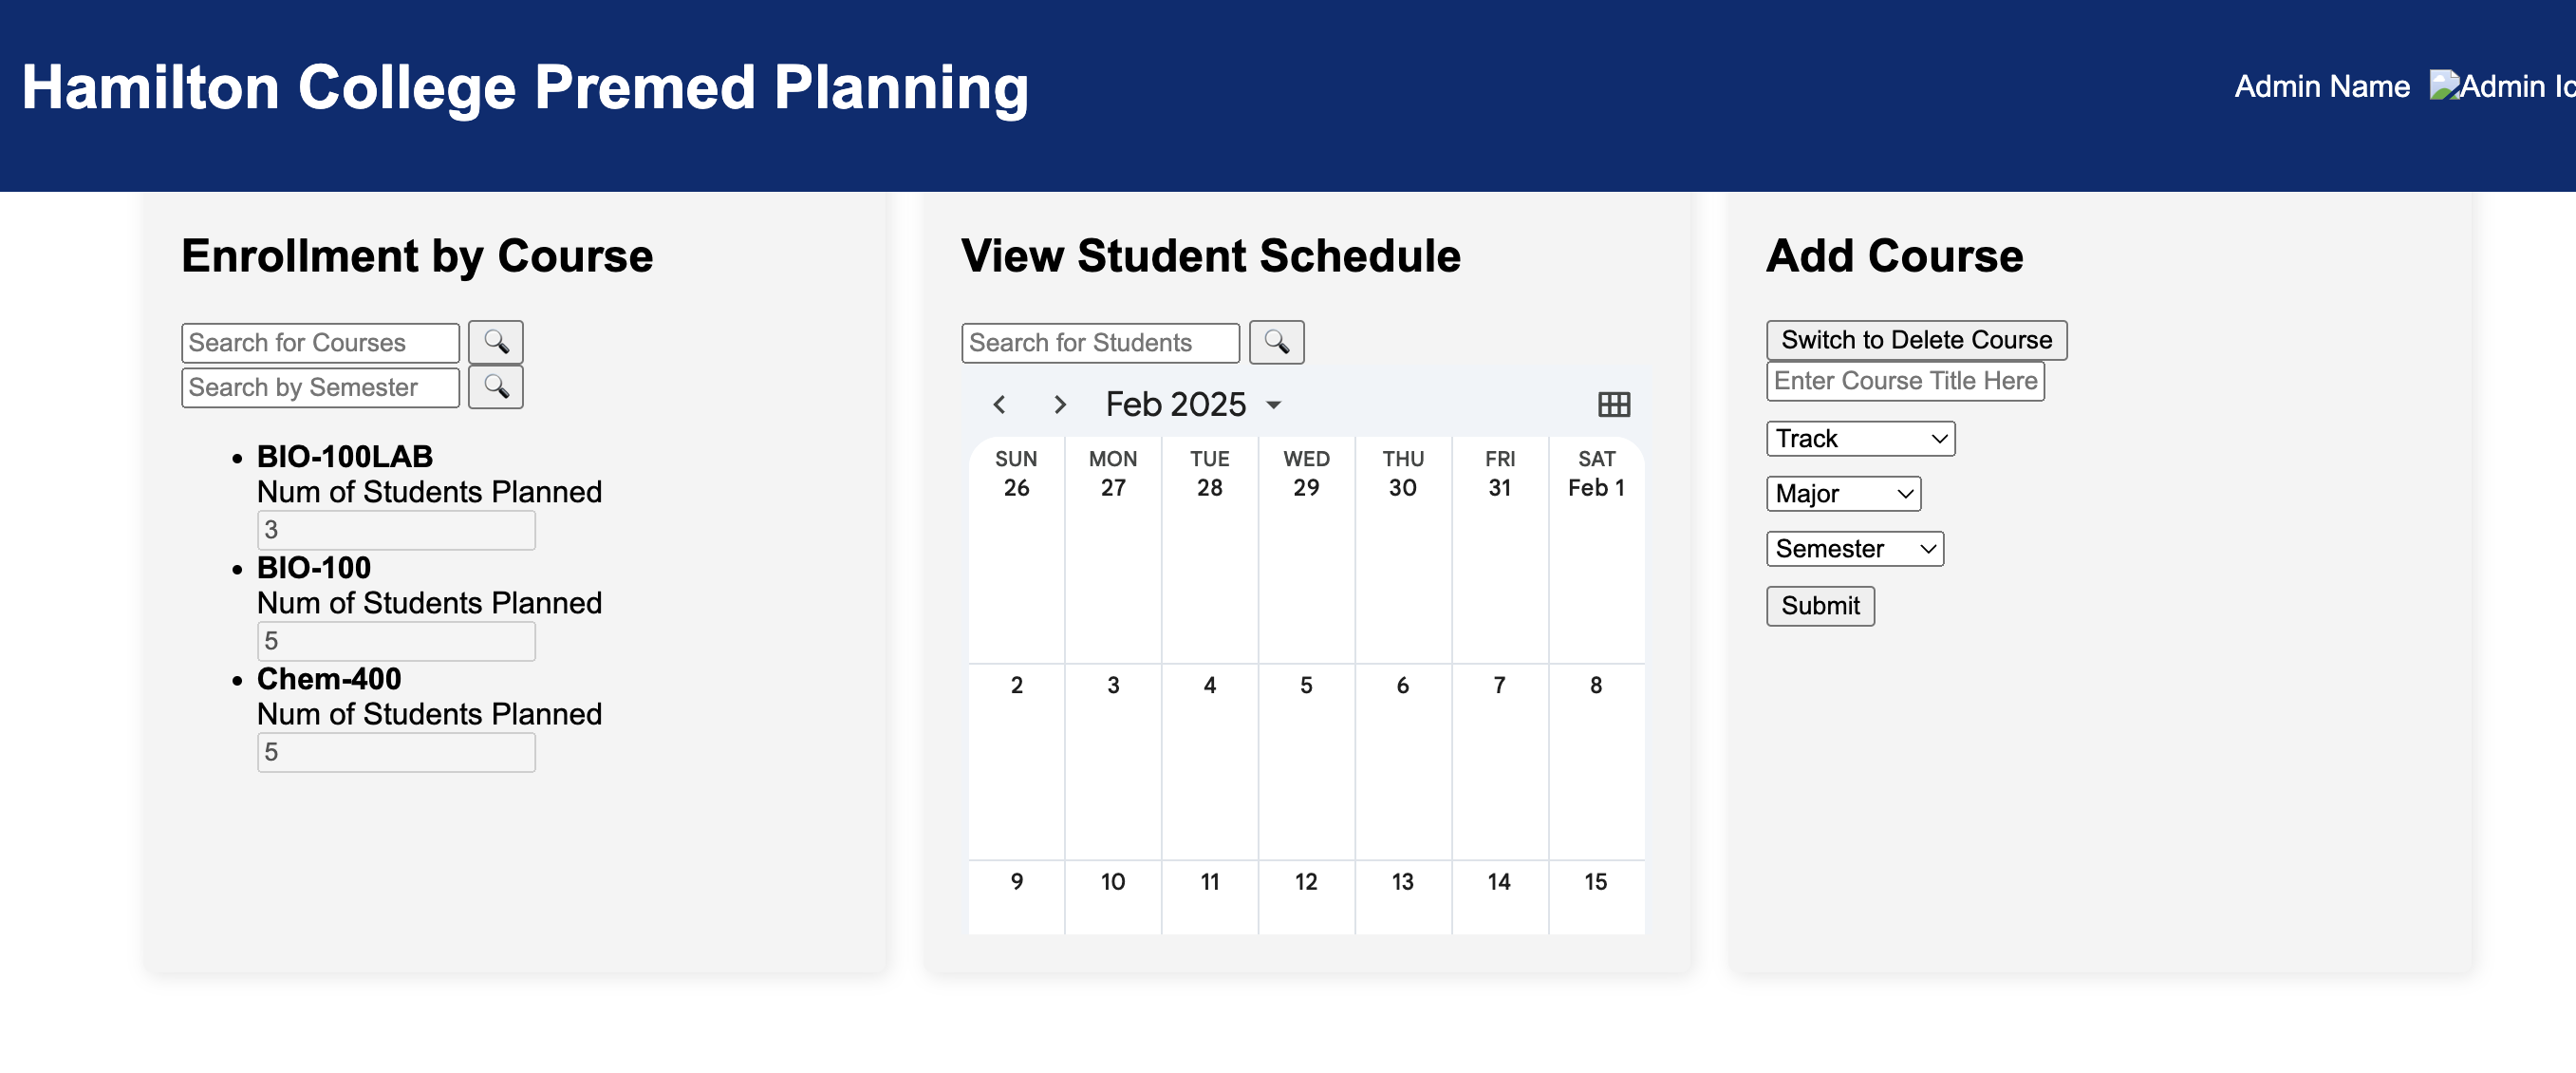 Hamilton College Premed Planning
Admin Name Admin Ic
Enrollment by Course
Search for Courses
Search by Semester
BIO-100LAB
Num of Students Planned
3
BIO-100
Num of Students Planned
5
Chem-400
Num of Students Planned
5
View Student Schedule
Search for Students
Feb 2025
SUN MON TUE WED THU FRI SAT
26 27 28 29 30 31 Feb 1
2 3 4 5 6 7 8
9 10 11 12 13 14 15
Add Course
Switch to Delete Course
Enter Course Title Here
Track
Major
Semester
Submit